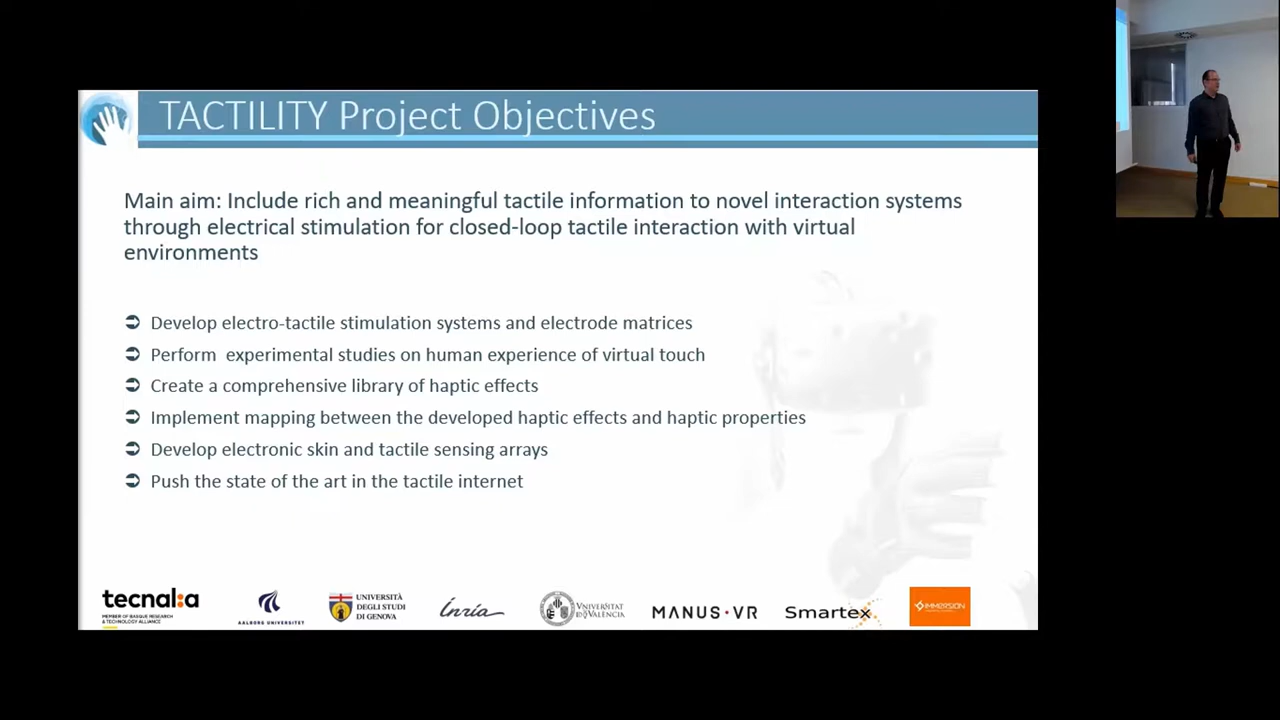 TACTILITY Project Objectives
Main aim: Include rich and meaningful tactile information to novel interaction systems
through electrical stimulation for closed-loop tactile interaction with virtual
environments
Develop electro-tactile stimulation systems and electrode matrices
Perform experimental studies on human experience of virtual touch
Create a comprehensive library of haptic effects
Implement mapping between the developed haptic effects and haptic properties
Develop electronic skin and tactile sensing arrays
Push the state of the art in the tactile internet
tecnal:a
MEMBER OF BASQUE RESEARCH
& TECHNOLOGY ALLIANCE
AALBORG UNIVERSITET
UNIVERSITÀ
DEGLI STUDI
DI GENOVA
Inria
VNIVERSITAT
ID VALÈNCIA
MANUS·VR
Smartex
IMMERSION